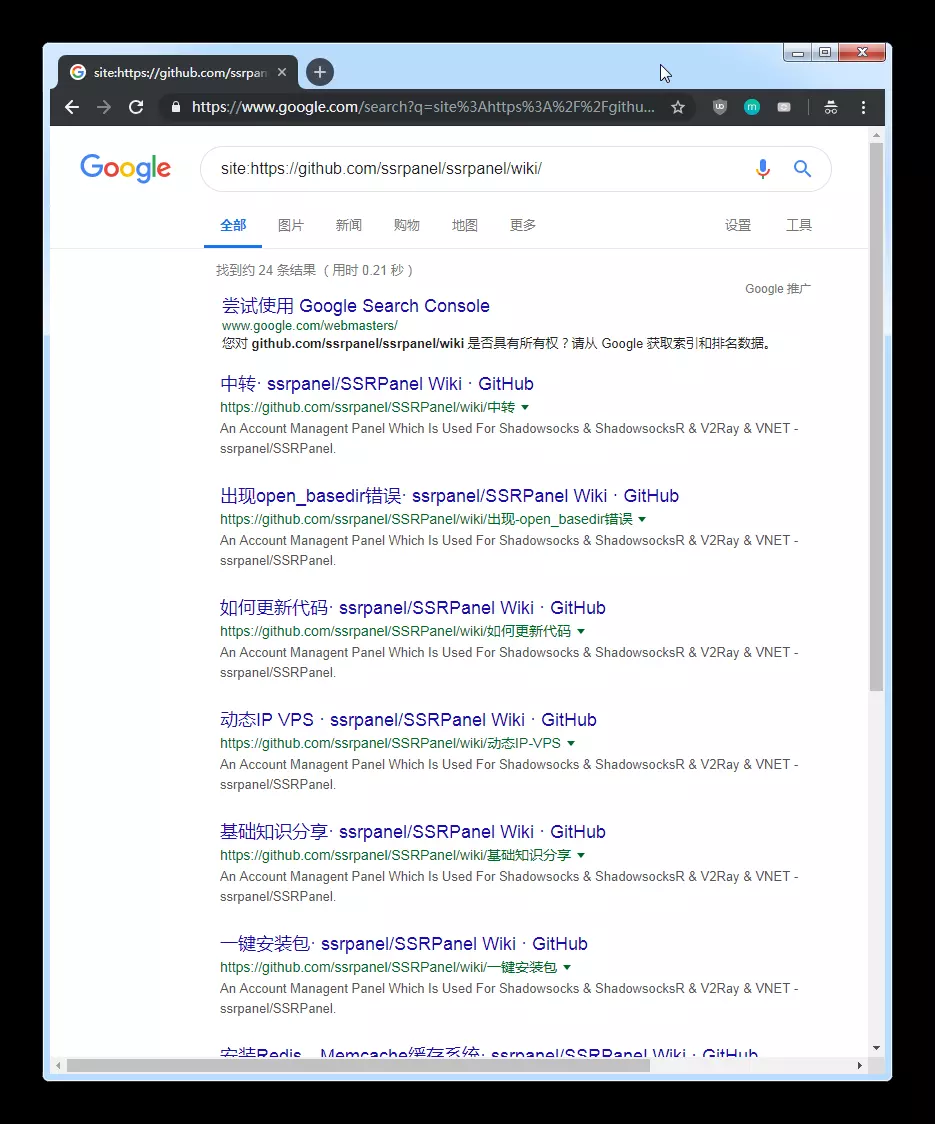 site:https://github.com/ssrpan
https://www.google.com/search?q=site%3Ahttps%3A%2F%2Fgithu...
Google
site:https://github.com/ssrpanel/ssrpanel/wiki/
全部 图片 新闻 购物 地图 更多 设置 工具
找到约 24 条结果 （用时 0.21 秒）
Google 推广
尝试使用 Google Search Console
www.google.com/webmasters/
您对 github.com/ssrpanel/ssrpanel/wiki 是否具有所有权？请从 Google 获取索引和排名数据。
中转· ssrpanel/SSRPanel Wiki · GitHub
https://github.com/ssrpanel/SSRPanel/wiki/中转
An Account Managent Panel Which Is Used For Shadowsocks & ShadowsocksR & V2Ray & VNET -
ssrpanel/SSRPanel.
出现open_basedir错误· ssrpanel/SSRPanel Wiki · GitHub
https://github.com/ssrpanel/SSRPanel/wiki/出现-open_basedir错误
An Account Managent Panel Which Is Used For Shadowsocks & ShadowsocksR & V2Ray & VNET -
ssrpanel/SSRPanel.
如何更新代码· ssrpanel/SSRPanel Wiki · GitHub
https://github.com/ssrpanel/SSRPanel/wiki/如何更新代码
An Account Managent Panel Which Is Used For Shadowsocks & ShadowsocksR & V2Ray & VNET -
ssrpanel/SSRPanel.
动态IP VPS · ssrpanel/SSRPanel Wiki · GitHub
https://github.com/ssrpanel/SSRPanel/wiki/动态IP-VPS
An Account Managent Panel Which Is Used For Shadowsocks & ShadowsocksR & V2Ray & VNET -
ssrpanel/SSRPanel.
基础知识分享· ssrpanel/SSRPanel Wiki · GitHub
https://github.com/ssrpanel/SSRPanel/wiki/基础知识分享
An Account Managent Panel Which Is Used For Shadowsocks & ShadowsocksR & V2Ray & VNET -
ssrpanel/SSRPanel.
一键安装包· ssrpanel/SSRPanel Wiki · GitHub
https://github.com/ssrpanel/SSRPanel/wiki/一键安装包
An Account Managent Panel Which Is Used For Shadowsocks & ShadowsocksR & V2Ray & VNET -
ssrpanel/SSRPanel.
安装Redis、Memcache缓存系统· ssrpanel/SSRPanel Wiki · GitHub